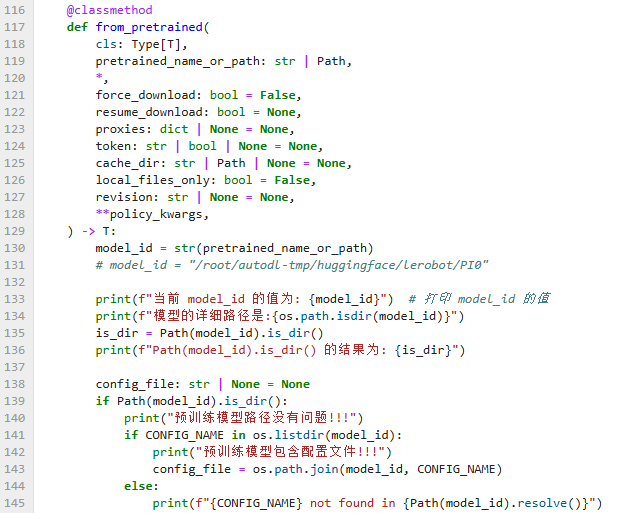 116     @classmethod
117     def from_pretrained(
118         cls: Type[T],
119         pretrained_name_or_path: str | Path,
120         *,
121         force_download: bool = False,
122         resume_download: bool = None,
123         proxies: dict | None = None,
124         token: str | bool | None = None,
125         cache_dir: str | Path | None = None,
126         local_files_only: bool = False,
127         revision: str | None = None,
128         **policy_kwargs,
129     ) -> T:
130         model_id = str(pretrained_name_or_path)
131         # model_id = "/root/autodl-tmp/huggingface/lerobot/PI0"
132
133         print(f"当前 model_id 的值为: {model_id}")  # 打印 model_id 的值
134         print(f"模型的详细路径是:{os.path.isdir(model_id)}")
135         is_dir = Path(model_id).is_dir()
136         print(f"Path(model_id).is_dir() 的结果为: {is_dir}")
137
138         config_file: str | None = None
139         if Path(model_id).is_dir():
140             print("预训练模型路径没有问题!!!")
141             if CONFIG_NAME in os.listdir(model_id):
142                 print("预训练模型包含配置文件!!!")
143                 config_file = os.path.join(model_id, CONFIG_NAME)
144             else:
145                 print(f"{CONFIG_NAME} not found in {Path(model_id).resolve()}")